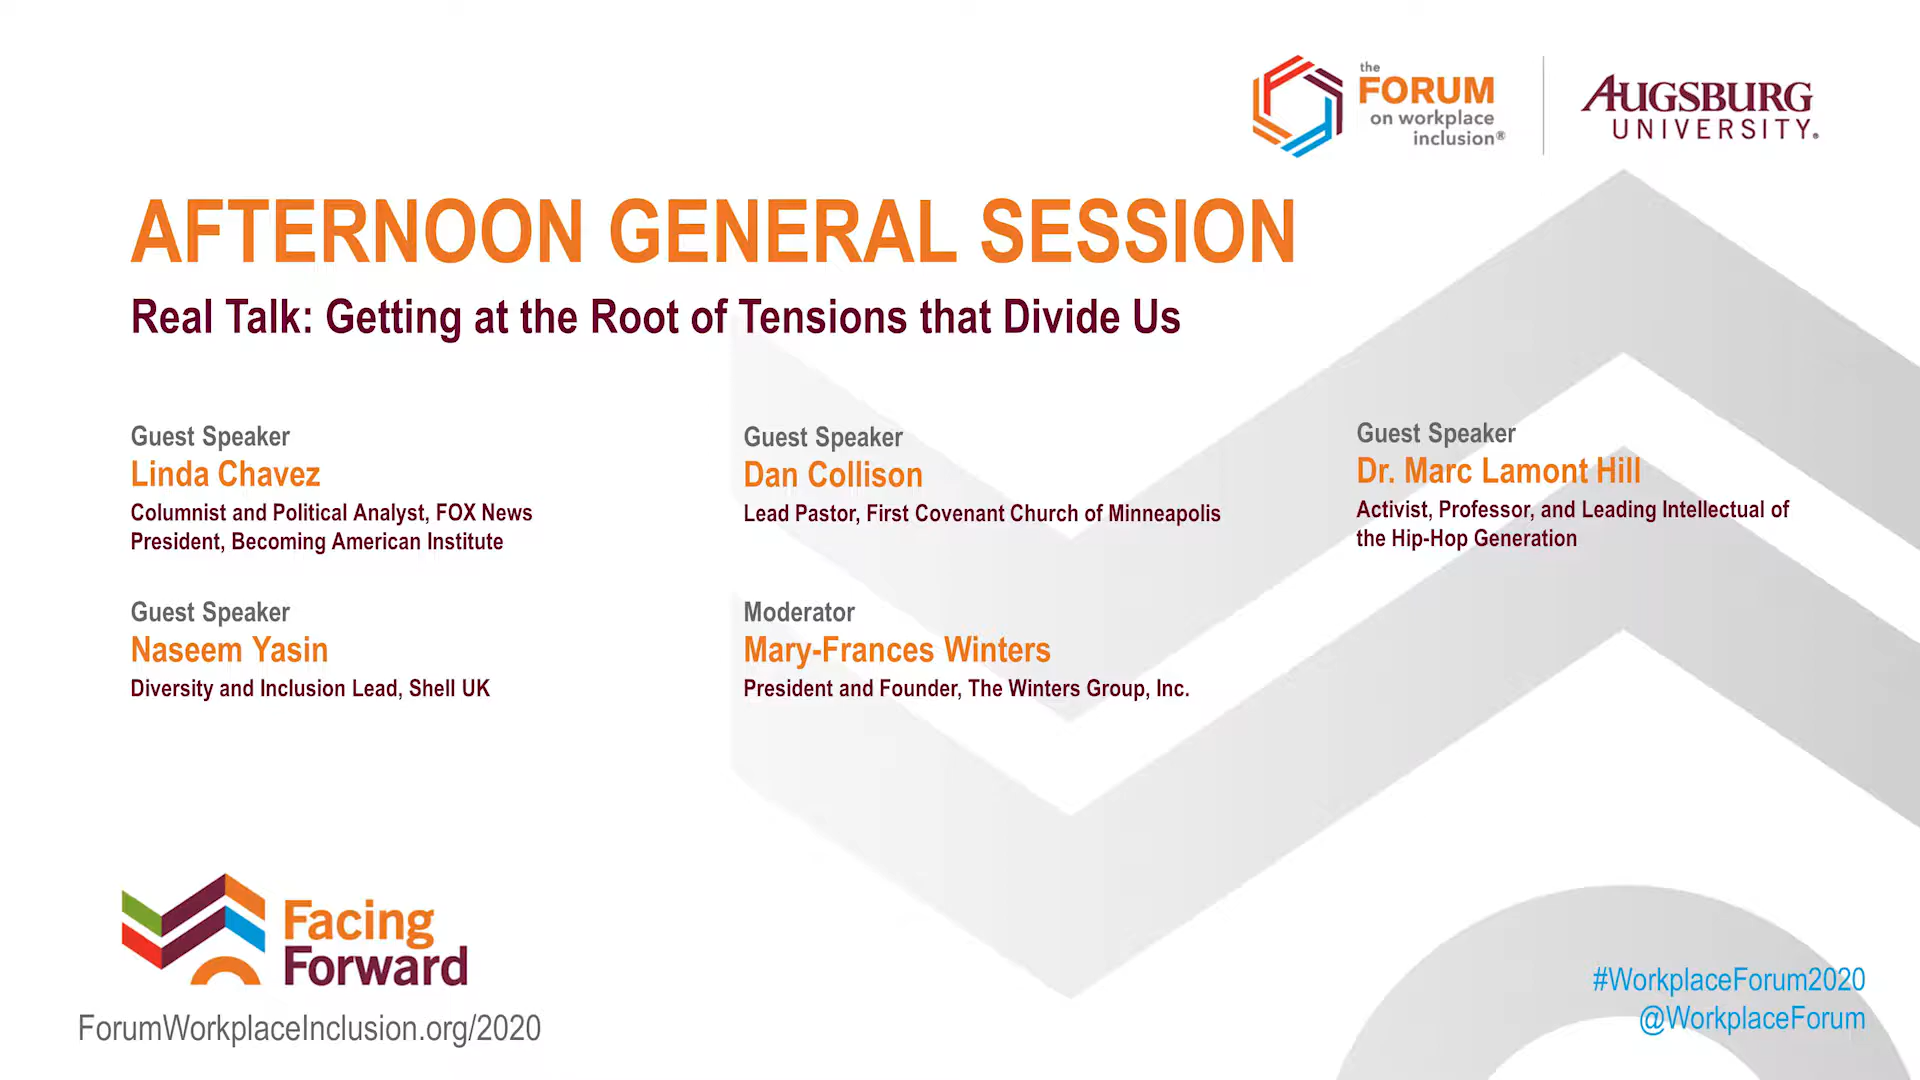 the
FORUM
on workplace
inclusion®
AUGSBURG
UNIVERSITY®
AFTERNOON GENERAL SESSION
Real Talk: Getting at the Root of Tensions that Divide Us
Guest Speaker
Linda Chavez
Columnist and Political Analyst, FOX News
President, Becoming American Institute
Guest Speaker
Dan Collison
Lead Pastor, First Covenant Church of Minneapolis
Guest Speaker
Dr. Marc Lamont Hill
Activist, Professor, and Leading Intellectual of
the Hip-Hop Generation
Guest Speaker
Naseem Yasin
Diversity and Inclusion Lead, Shell UK
Moderator
Mary-Frances Winters
President and Founder, The Winters Group, Inc.
Facing
Forward
ForumWorkplaceInclusion.org/2020
#WorkplaceForum2020
@WorkplaceForum